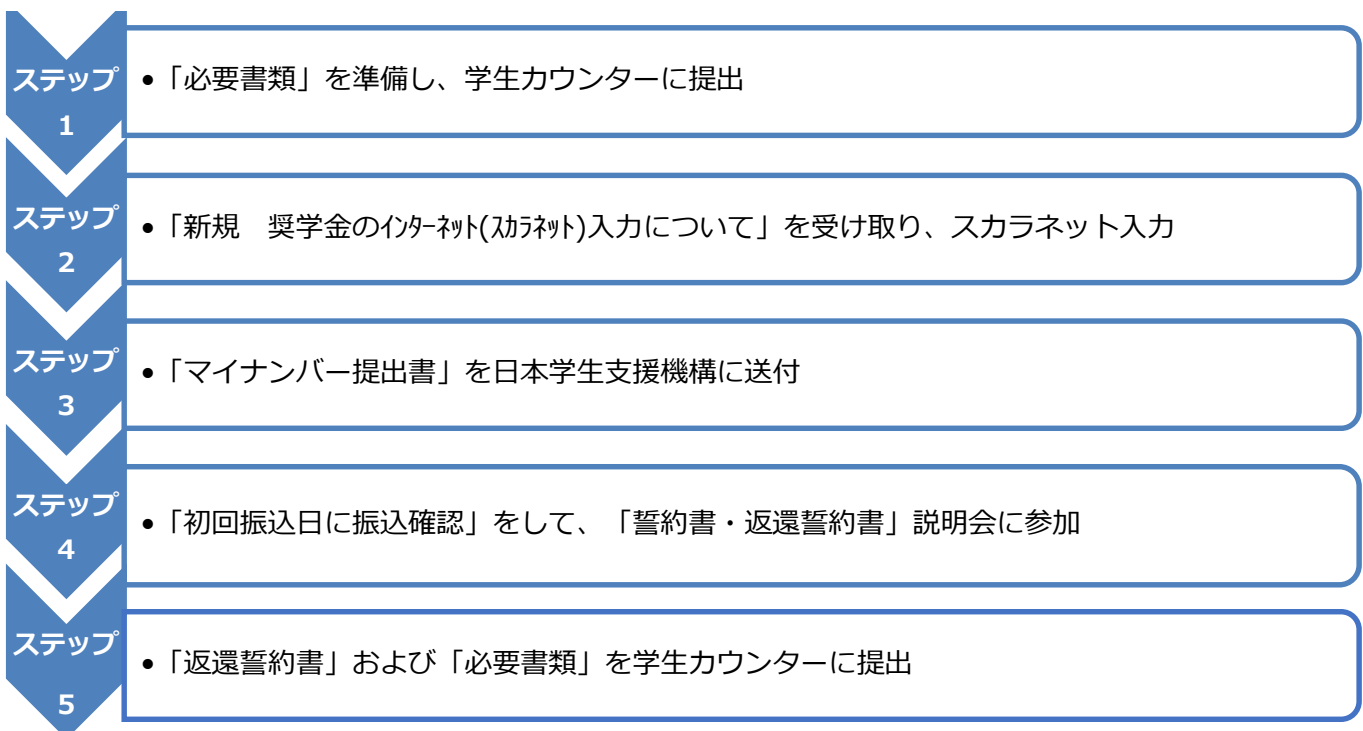 ステップ
1
•「必要書類」を準備し、学生カウンターに提出
ステップ
2
•「新規　奨学金のｲﾝﾀｰﾈｯﾄ(ｽｶﾗﾈｯﾄ)入力について」を受け取り、スカラネット入力
ステップ
3
•「マイナンバー提出書」を日本学生支援機構に送付
ステップ
4
•「初回振込日に振込確認」をして、「誓約書・返還誓約書」説明会に参加
ステップ
5
•「返還誓約書」および「必要書類」を学生カウンターに提出